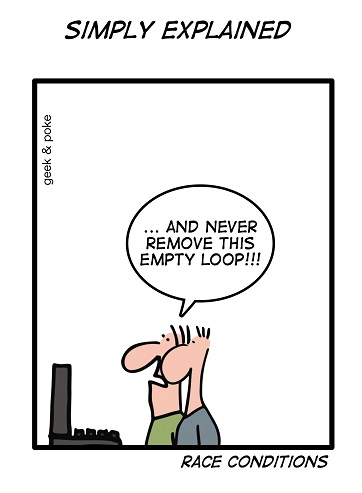 SIMPLY EXPLAINED
geek & poke
... AND NEVER
REMOVE THIS
EMPTY LOOP!!!
RACE CONDITIONS